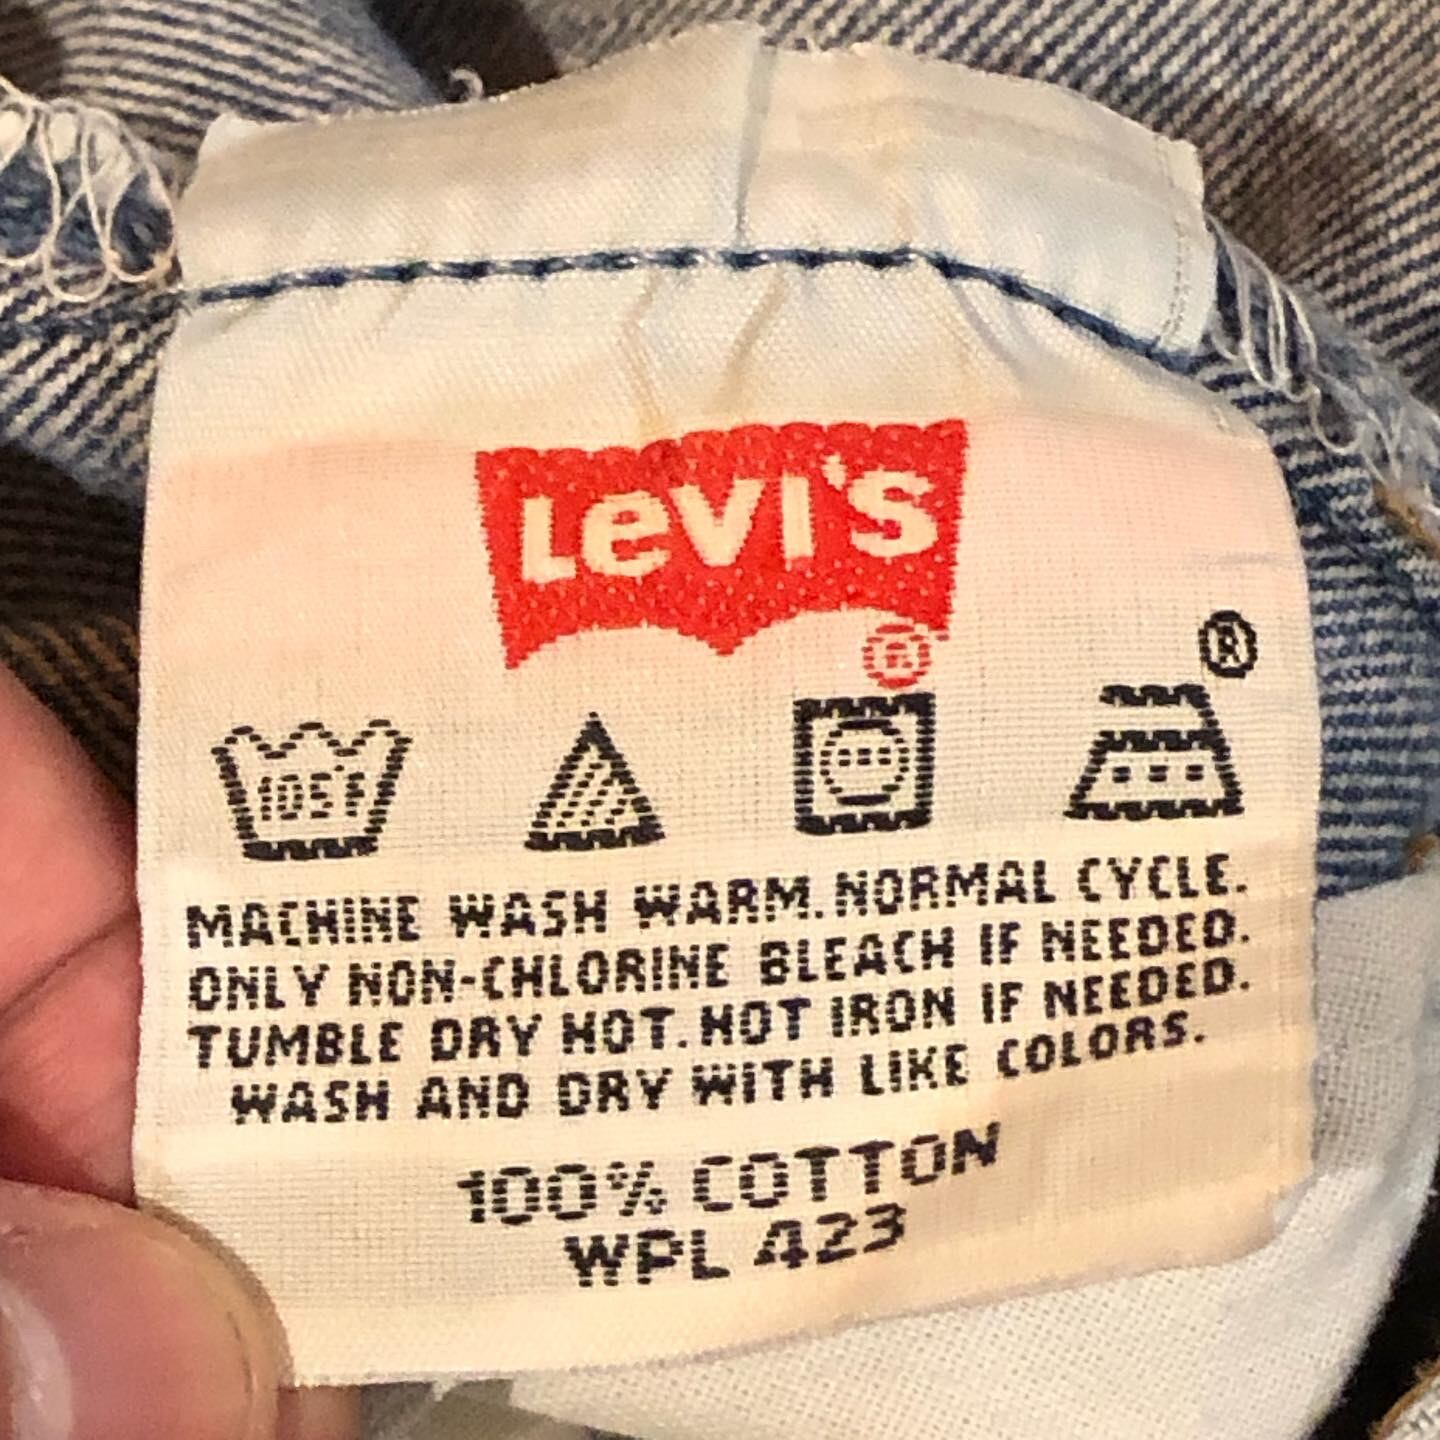 LEVI'S
®
®
105°F
MACHINE WASH WARM. NORMAL CYCLE.
ONLY NON-CHLORINE BLEACH IF NEEDED.
TUMBLE DRY HOT. HOT IRON IF NEEDED.
WASH AND DRY WITH LIKE COLORS.
100% COTTON
WPL 423